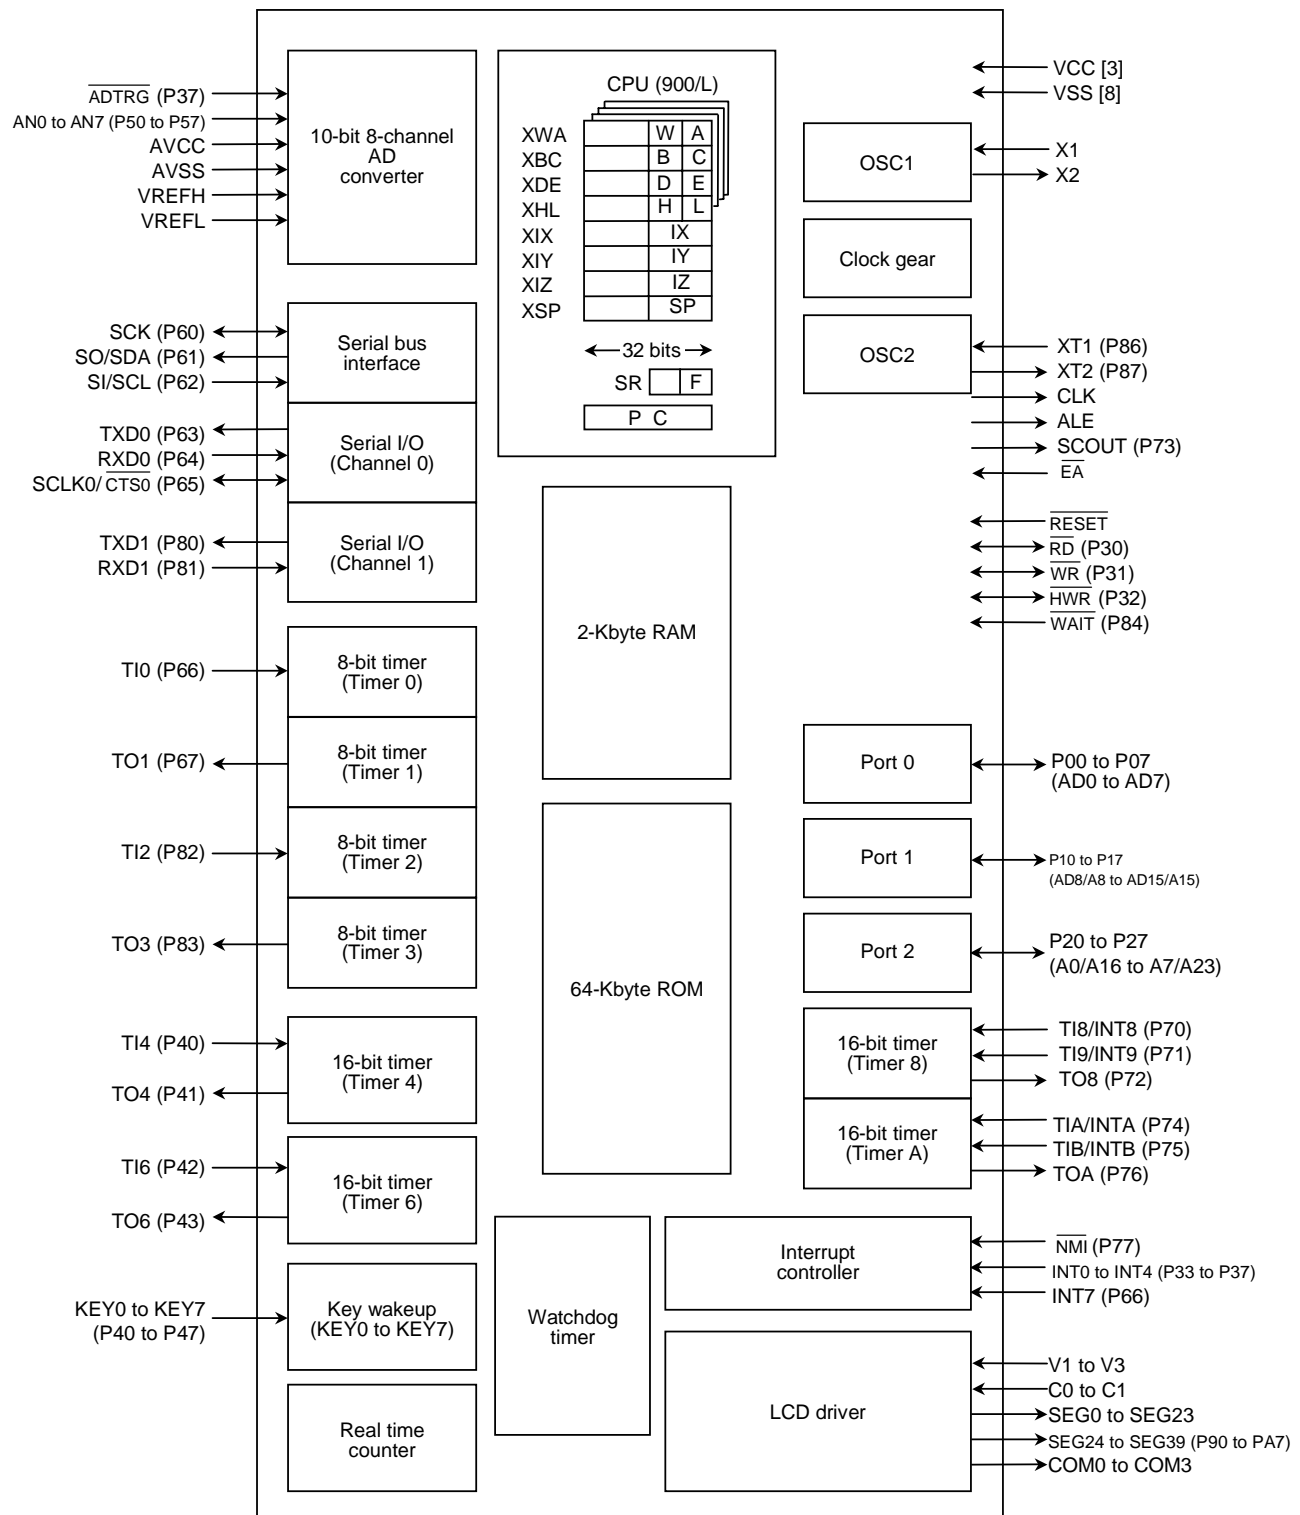 ADTRG (P37)
AN0 to AN7 (P50 to P57)
AVCC
AVSS
VREFH
VREFL
10-bit 8-channel
AD
converter
SCK (P60)
SO/SDA (P61)
SI/SCL (P62)
Serial bus
interface
TXD0 (P63)
RXD0 (P64)
SCLK0/ CTS0 (P65)
Serial I/O
(Channel 0)
TXD1 (P80)
RXD1 (P81)
Serial I/O
(Channel 1)
TI0 (P66)
8-bit timer
(Timer 0)
TO1 (P67)
8-bit timer
(Timer 1)
TI2 (P82)
8-bit timer
(Timer 2)
TO3 (P83)
8-bit timer
(Timer 3)
TI4 (P40)
TO4 (P41)
16-bit timer
(Timer 4)
TI6 (P42)
TO6 (P43)
16-bit timer
(Timer 6)
KEY0 to KEY7
(P40 to P47)
Key wakeup
(KEY0 to KEY7)
Real time
counter
CPU (900/L)
XWA W A
XBC B C
XDE D E
XHL H L
XIX IX
XIY IY
XIZ IZ
XSP SP
32 bits
SR F
P C
2-Kbyte RAM
64-Kbyte ROM
Watchdog
timer
VCC [3]
VSS [8]
OSC1
X1
X2
Clock gear
OSC2
XT1 (P86)
XT2 (P87)
CLK
ALE
SCOUT (P73)
EA
RESET
RD (P30)
WR (P31)
HWR (P32)
WAIT (P84)
Port 0
P00 to P07
(AD0 to AD7)
Port 1
P10 to P17
(AD8/A8 to AD15/A15)
Port 2
P20 to P27
(A0/A16 to A7/A23)
16-bit timer
(Timer 8)
TI8/INT8 (P70)
TI9/INT9 (P71)
TO8 (P72)
16-bit timer
(Timer A)
TIA/INTA (P74)
TIB/INTB (P75)
TOA (P76)
Interrupt
controller
NMI (P77)
INT0 to INT4 (P33 to P37)
INT7 (P66)
LCD driver
V1 to V3
C0 to C1
SEG0 to SEG23
SEG24 to SEG39 (P90 to PA7)
COM0 to COM3